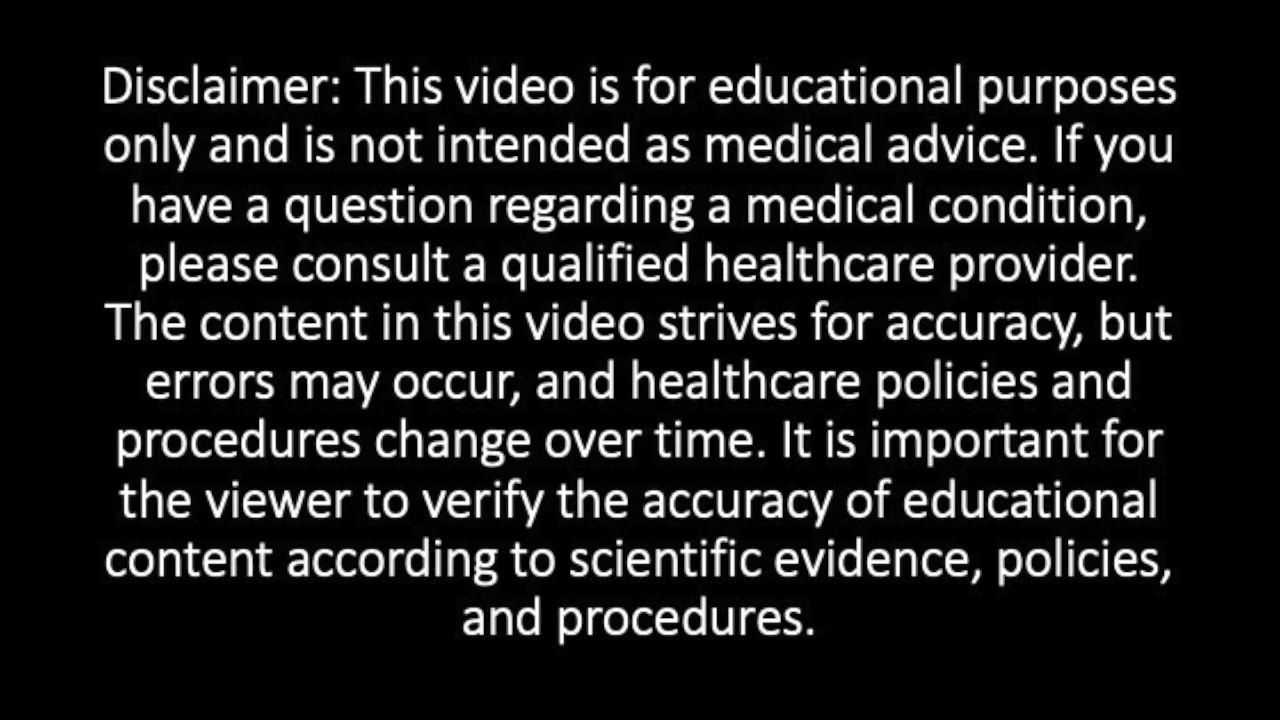 Disclaimer: This video is for educational purposes
only and is not intended as medical advice. If you
have a question regarding a medical condition,
please consult a qualified healthcare provider.
The content in this video strives for accuracy, but
errors may occur, and healthcare policies and
procedures change over time. It is important for
the viewer to verify the accuracy of educational
content according to scientific evidence, policies,
and procedures.